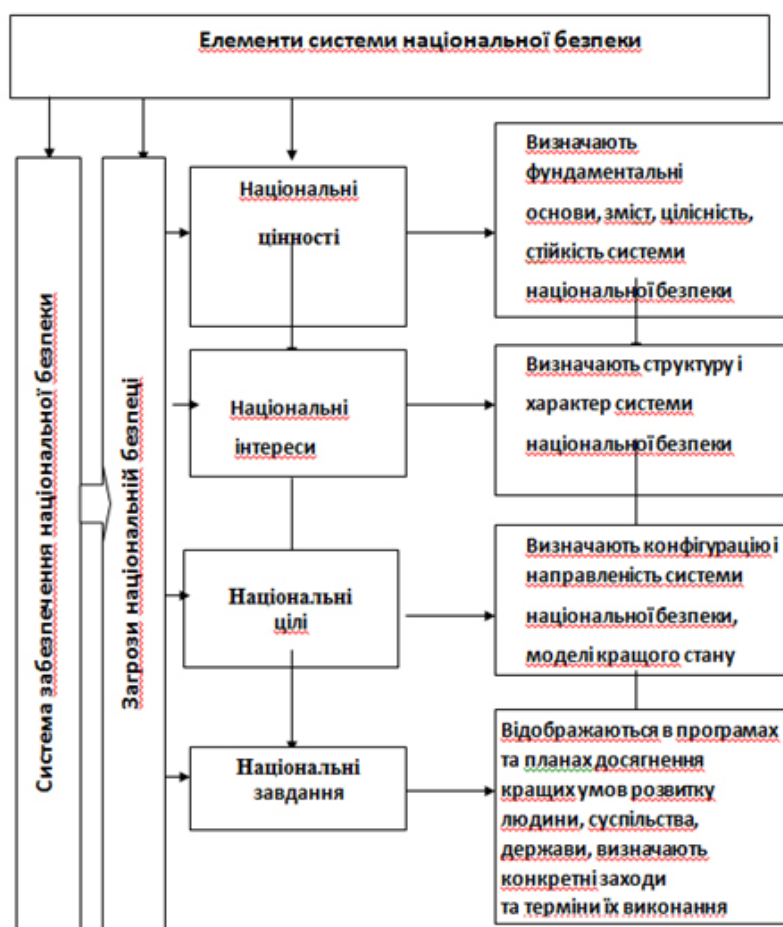 Елементи системи національної безпеки
Система забезпечення національної безпеки
Загрози національній безпеці
Національні
цінності
Визначають
фундаментальні
основи, зміст, цілісність,
стійкість системи
національної безпеки
Національні
інтереси
Визначають структуру і
характер системи
національної безпеки
Національні
цілі
Визначають конфігурацію і
направленість системи
національної безпеки,
моделі кращого стану
Національні
завдання
Відображаються в програмах
та планах досягнення
кращих умов розвитку
людини, суспільства,
держави, визначають
конкретні заходи
та терміни їх виконання